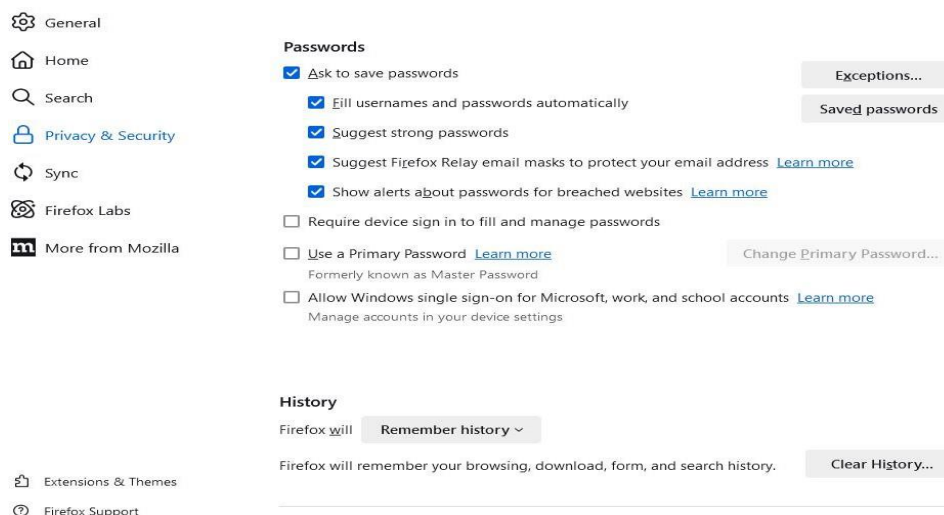 General
Home
Search
Privacy & Security
Sync
Firefox Labs
m More from Mozilla
Extensions & Themes
Firefox Support
Passwords
Ask to save passwords
Exceptions...
Fill usernames and passwords automatically
Saved passwords
Suggest strong passwords
Suggest Firefox Relay email masks to protect your email address Learn more
Show alerts about passwords for breached websites Learn more
Require device sign in to fill and manage passwords
Use a Primary Password Learn more
Change Primary Password...
Formerly known as Master Password
Allow Windows single sign-on for Microsoft, work, and school accounts Learn more
Manage accounts in your device settings
History
Firefox will Remember history
Firefox will remember your browsing, download, form, and search history.
Clear History...